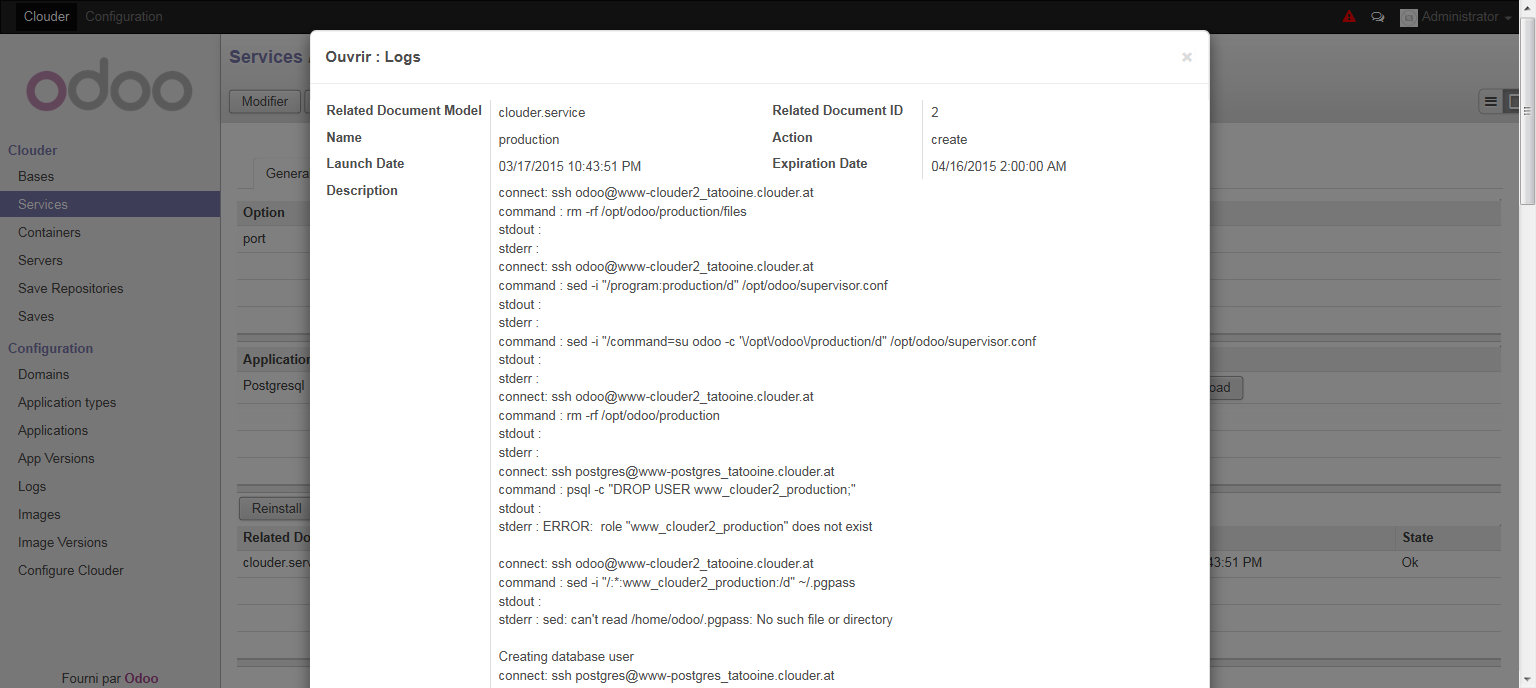 Clouder Configuration Administrator
odoo
Services
Modifier
Clouder
Bases
Services
Containers
Servers
Save Repositories
Saves
Configuration
Domains
Application types
Applications
App Versions
Logs
Images
Image Versions
Configure Clouder
Fourni par Odoo
Option
port
Postgresql
Reinstall
State
43:51 PM Ok
Ouvrir : Logs ×
Related Document Model clouder.service Related Document ID 2
Name production Action create
Launch Date 03/17/2015 10:43:51 PM Expiration Date 04/16/2015 2:00:00 AM
Description connect: ssh odoo@www-clouder2_tatooine.clouder.at
command : rm -rf /opt/odoo/production/files
stdout :
stderr :
connect: ssh odoo@www-clouder2_tatooine.clouder.at
command : sed -i "/program:production/d" /opt/odoo/supervisor.conf
stdout :
stderr :
command : sed -i "/command=su odoo -c '\/opt\/odoo\/production/d" /opt/odoo/supervisor.conf
stdout :
stderr :
connect: ssh odoo@www-clouder2_tatooine.clouder.at
command : rm -rf /opt/odoo/production
stdout :
stderr :
connect: ssh postgres@www-postgres_tatooine.clouder.at
command : psql -c "DROP USER www_clouder2_production;"
stdout :
stderr : ERROR:  role "www_clouder2_production" does not exist
connect: ssh odoo@www-clouder2_tatooine.clouder.at
command : sed -i "/:*:www_clouder2_production:/d" ~/.pgpass
stdout :
stderr : sed: can't read /home/odoo/.pgpass: No such file or directory
Creating database user
connect: ssh postgres@www-postgres_tatooine.clouder.at